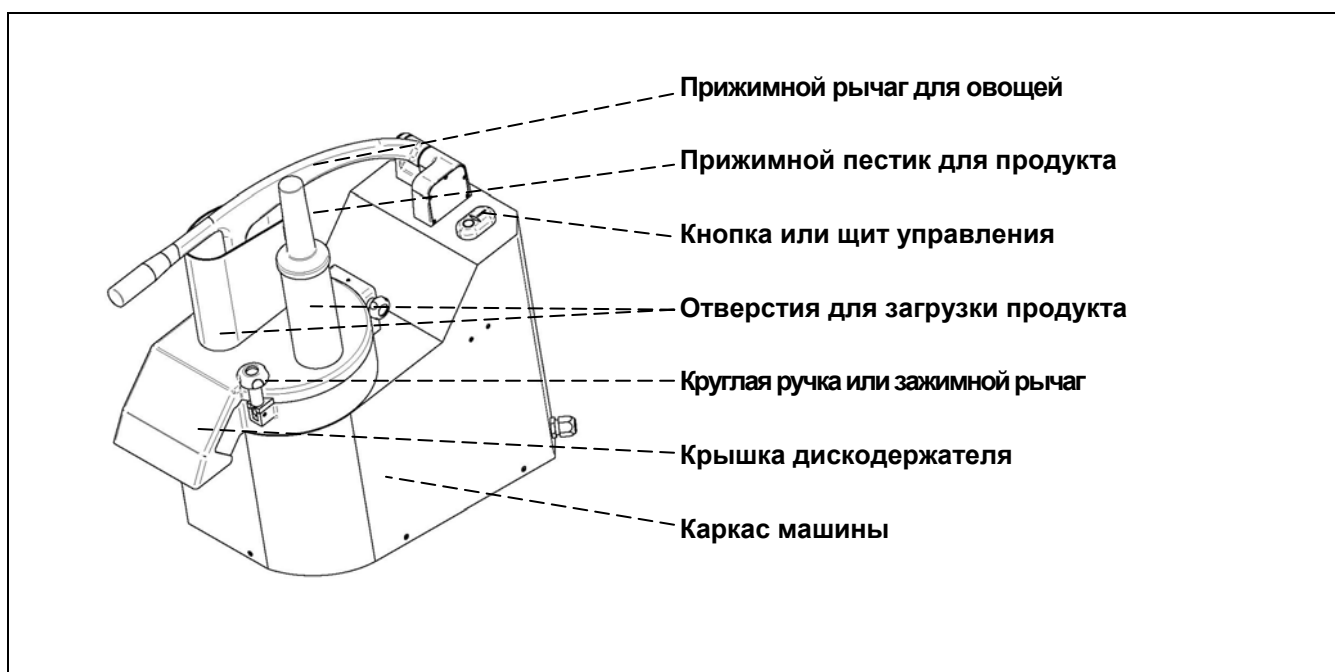 Прижимной рычаг для овощей
Прижимной пестик для продукта
Кнопка или щит управления
Отверстия для загрузки продукта
Круглая ручка или зажимной рычаг
Крышка дискодержателя
Каркас машины